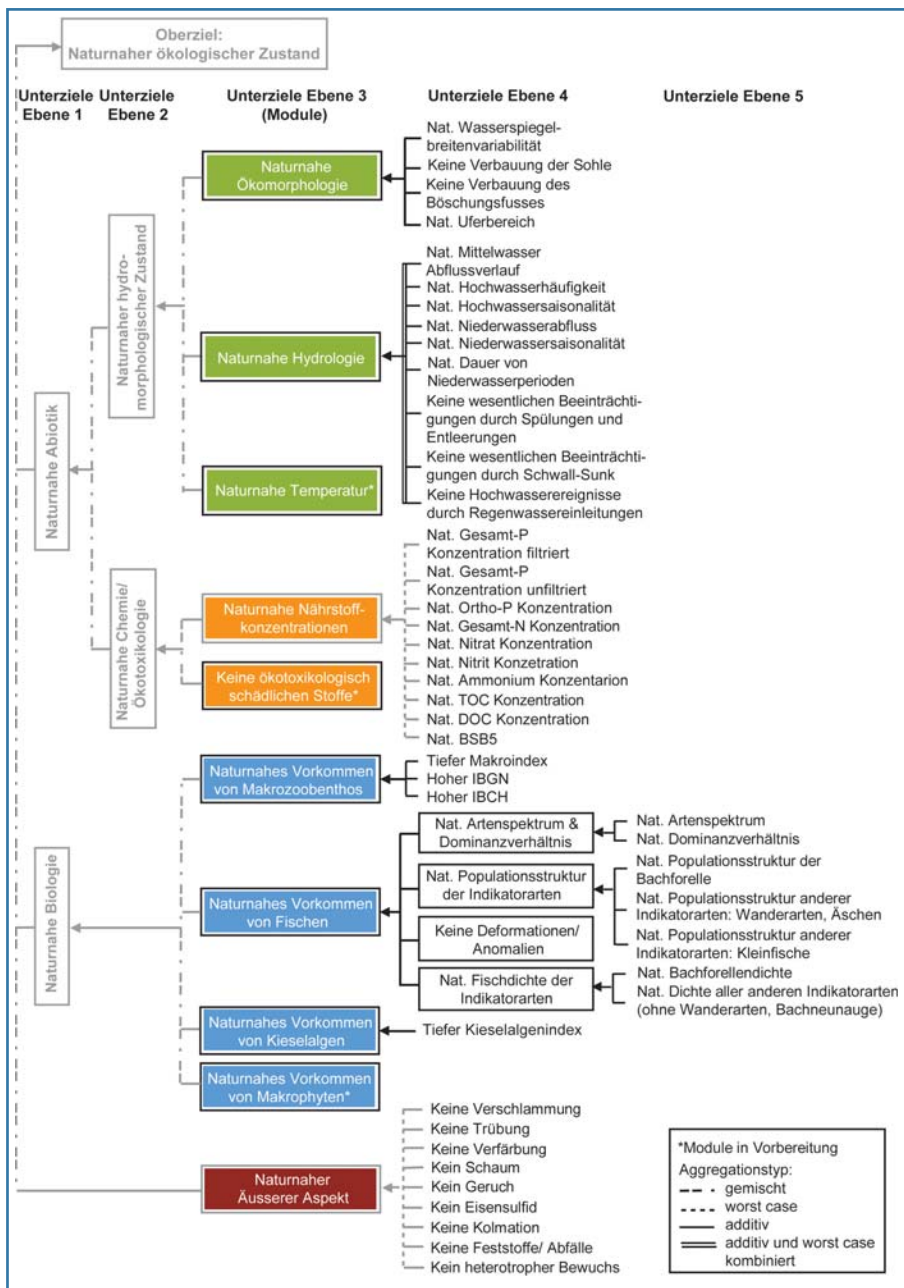 Oberziel:
Naturnaher ökologischer Zustand
Unterziele
Ebene 1
Unterziele
Ebene 2
Unterziele Ebene 3
(Module)
Unterziele Ebene 4
Unterziele Ebene 5
Naturnahe Abiotik
Naturnaher hydro-
morphologischer Zustand
Naturnahe
Ökomorphologie
Nat. Wasserspiegel-
breitenvariabilität
Keine Verbauung der Sohle
Keine Verbauung des
Böschungsfusses
Nat. Uferbereich
Naturnahe Hydrologie
Nat. Mittelwasser
Abflussverlauf
Nat. Hochwasserhäufigkeit
Nat. Hochwassersaisonalität
Nat. Niederwasserabfluss
Nat. Niederwassersaisonalität
Nat. Dauer von
Niederwasserperioden
Keine wesentlichen Beeinträchti-
gungen durch Spülungen und
Entleerungen
Keine wesentlichen Beeinträchti-
gungen durch Schwall-Sunk
Keine Hochwasserereignisse
durch Regenwassereinleitungen
Naturnahe Temperatur*
Naturnahe Chemie/
Ökotoxikologie
Naturnahe Nährstoff-
konzentrationen
Nat. Gesamt-P
Konzentration filtriert
Nat. Gesamt-P
Konzentration unfiltriert
Nat. Ortho-P Konzentration
Nat. Gesamt-N Konzentration
Nat. Nitrat Konzentration
Nat. Nitrit Konzetration
Nat. Ammonium Konzentarion
Nat. TOC Konzentration
Nat. DOC Konzentration
Nat. BSB5
Keine ökotoxikologisch
schädlichen Stoffe*
Naturnahe Biologie
Naturnahes Vorkommen
von Makrozoobenthos
Tiefer Makroindex
Hoher IBGN
Hoher IBCH
Naturnahes Vorkommen
von Fischen
Nat. Artenspektrum &
Dominanzverhältnis
Nat. Artenspektrum
Nat. Dominanzverhältnis
Nat. Populationsstruktur
der Indikatorarten
Nat. Populationsstruktur der
Bachforelle
Nat. Populationsstruktur anderer
Indikatorarten: Wanderarten, Äschen
Nat. Populationsstruktur anderer
Indikatorarten: Kleinfische
Keine Deformationen/
Anomalien
Nat. Fischdichte der
Indikatorarten
Nat. Bachforellendichte
Nat. Dichte aller anderen Indikatorarten
(ohne Wanderarten, Bachneunauge)
Naturnahes Vorkommen
von Kieselalgen
Tiefer Kieselalgenindex
Naturnahes Vorkommen
von Makrophyten*
Naturnaher
Äusserer Aspekt
Keine Verschlammung
Keine Trübung
Keine Verfärbung
Kein Schaum
Kein Geruch
Kein Eisensulfid
Keine Kolmation
Keine Feststoffe/ Abfälle
Kein heterotropher Bewuchs
*Module in Vorbereitung
Aggregationstyp:
gemischt
worst case
additiv
additiv und worst case
kombiniert